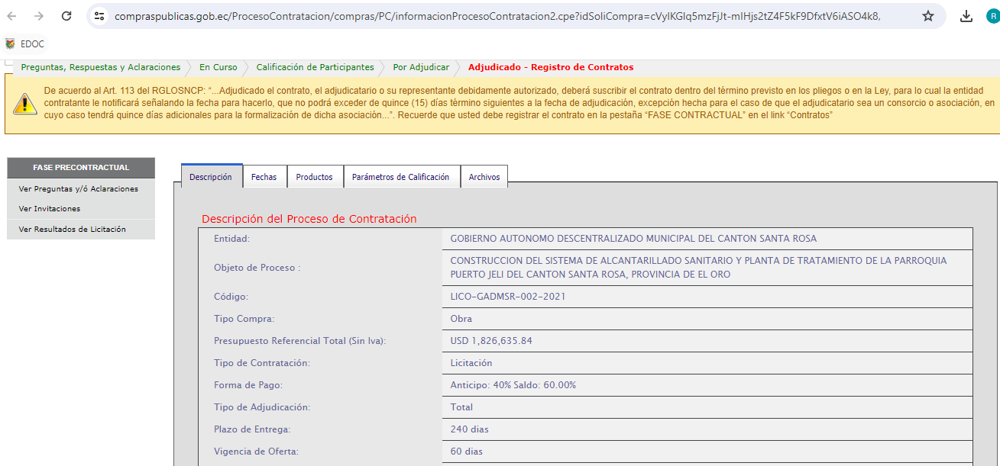 compraspublicas.gob.ec/ProcesoContratacion/compras/PC/informacionProcesoContratacion2.cpe?idSoliCompra=cVylKGlq5mzFjJt-mIHjs2tZ4F5kF9DfxtV6iASO4k8,
R
EDOC
Preguntas, Respuestas y Aclaraciones
En Curso
Calificación de Participantes
Por Adjudicar
Adjudicado - Registro de Contratos
De acuerdo al Art. 113 del RGLOSNCP: "...Adjudicado el contrato, el adjudicatario o su representante debidamente autorizado, deberá suscribir el contrato dentro del término previsto en los pliegos o en la Ley, para lo cual la entidad
contratante le notificará señalando la fecha para hacerlo, que no podrá exceder de quince (15) días término siguientes a la fecha de adjudicación, excepción hecha para el caso de que el adjudicatario sea un consorcio o asociación, en
cuyo caso tendrá quince días adicionales para la formalización de dicha asociación...". Recuerde que usted debe registrar el contrato en la pestaña "FASE CONTRACTUAL" en el link "Contratos"
FASE PRECONTRACTUAL
Ver Preguntas y/ó Aclaraciones
Ver Invitaciones
Ver Resultados de Licitación
Descripción
Fechas
Productos
Parámetros de Calificación
Archivos
Descripción del Proceso de Contratación
Entidad: GOBIERNO AUTONOMO DESCENTRALIZADO MUNICIPAL DEL CANTON SANTA ROSA
Objeto de Proceso : CONSTRUCCION DEL SISTEMA DE ALCANTARILLADO SANITARIO Y PLANTA DE TRATAMIENTO DE LA PARROQUIA
PUERTO JELI DEL CANTON SANTA ROSA, PROVINCIA DE EL ORO
Código: LICO-GADMSR-002-2021
Tipo Compra: Obra
Presupuesto Referencial Total (Sin Iva): USD 1,826,635.84
Tipo de Contratación: Licitación
Forma de Pago: Anticipo: 40% Saldo: 60.00%
Tipo de Adjudicación: Total
Plazo de Entrega: 240 dias
Vigencia de Oferta: 60 dias